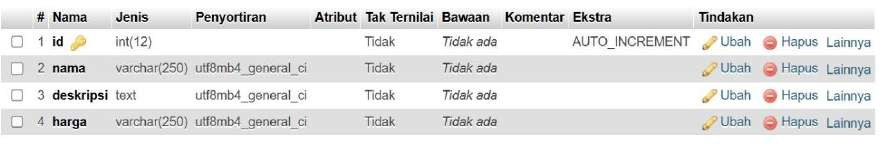 # Nama Jenis Penyortiran Atribut Tak Ternilai Bawaan Komentar Ekstra Tindakan
1 id int(12) Tidak Tidak ada AUTO_INCREMENT Ubah Hapus Lainnya
2 nama varchar(250) utf8mb4_general_ci Tidak Tidak ada Ubah Hapus Lainnya
3 deskripsi text utf8mb4_general_ci Tidak Tidak ada Ubah Hapus Lainnya
4 harga varchar(250) utf8mb4_general_ci Tidak Tidak ada Ubah Hapus Lainnya